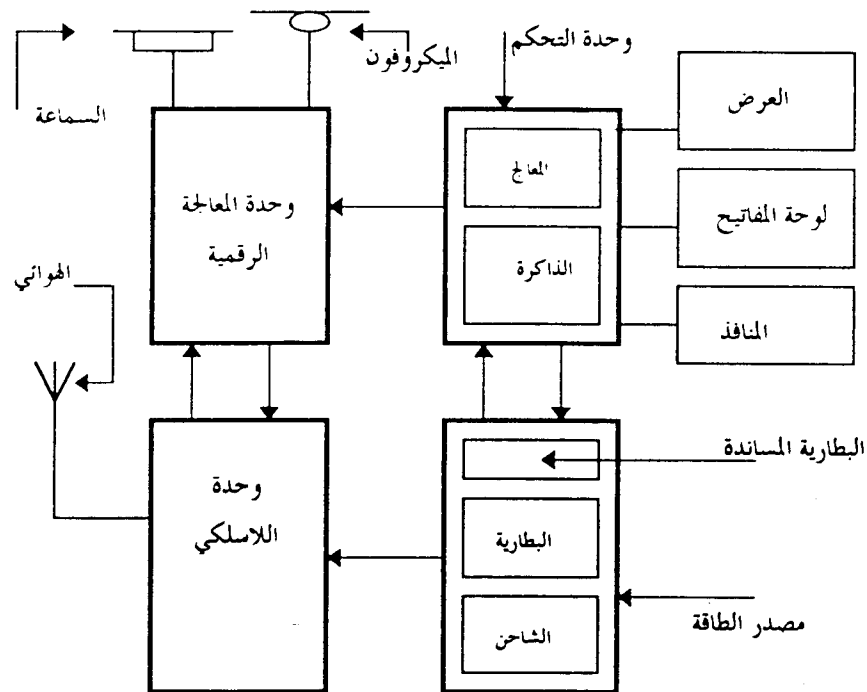 الميكروفون
السماعة
وحدة التحكم
العرض
المعالج
لوحة المفاتيح
وحدة المعالجة
الرقمية
الذاكرة
الهوائي
المنافذ
البطارية المساندة
وحدة
اللاسلكي
البطارية
مصدر الطاقة
الشاحن